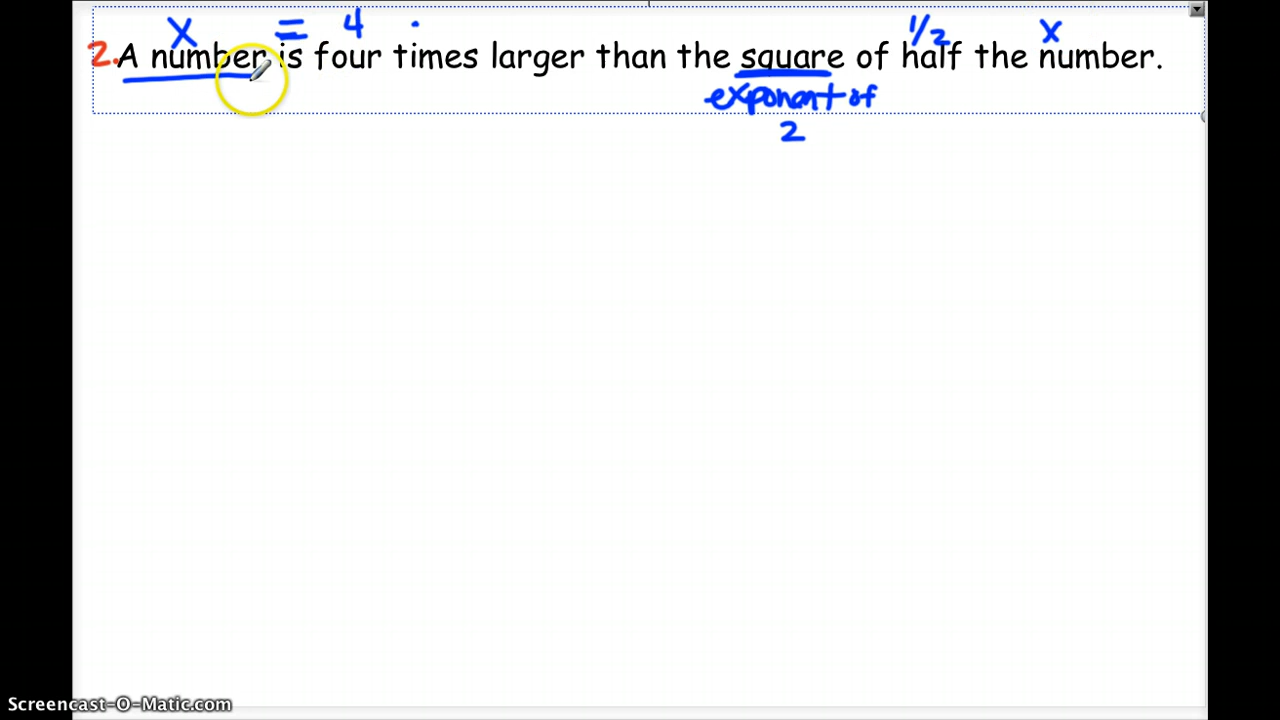 x = 4 · 1/2 x
2. A number is four times larger than the square of half the number.
exponent of
2
Screencast-O-Matic.com